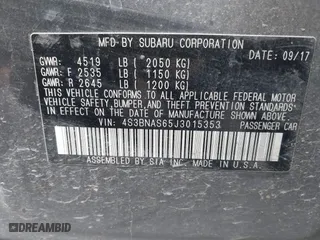 MFD BY SUBARU CORPORATION
DATE: 09/17
GVWR: 4519 LB ( 2050 KG)
GAWR: F 2535 LB ( 1150 KG)
GAWR: R 2645 LB ( 1200 KG)
THIS VEHICLE CONFORMS TO ALL APPLICABLE FEDERAL MOTOR
VEHICLE SAFETY, BUMPER, AND THEFT PREVENTION STANDARDS
IN EFFECT ON THE DATE OF MANUFACTURE SHOWN ABOVE.
VIN: 4S3BNAS65J3015353 PASSENGER CAR
ASSEMBLED BY SIA INC. MADE IN U.S.A.
DREAMBID